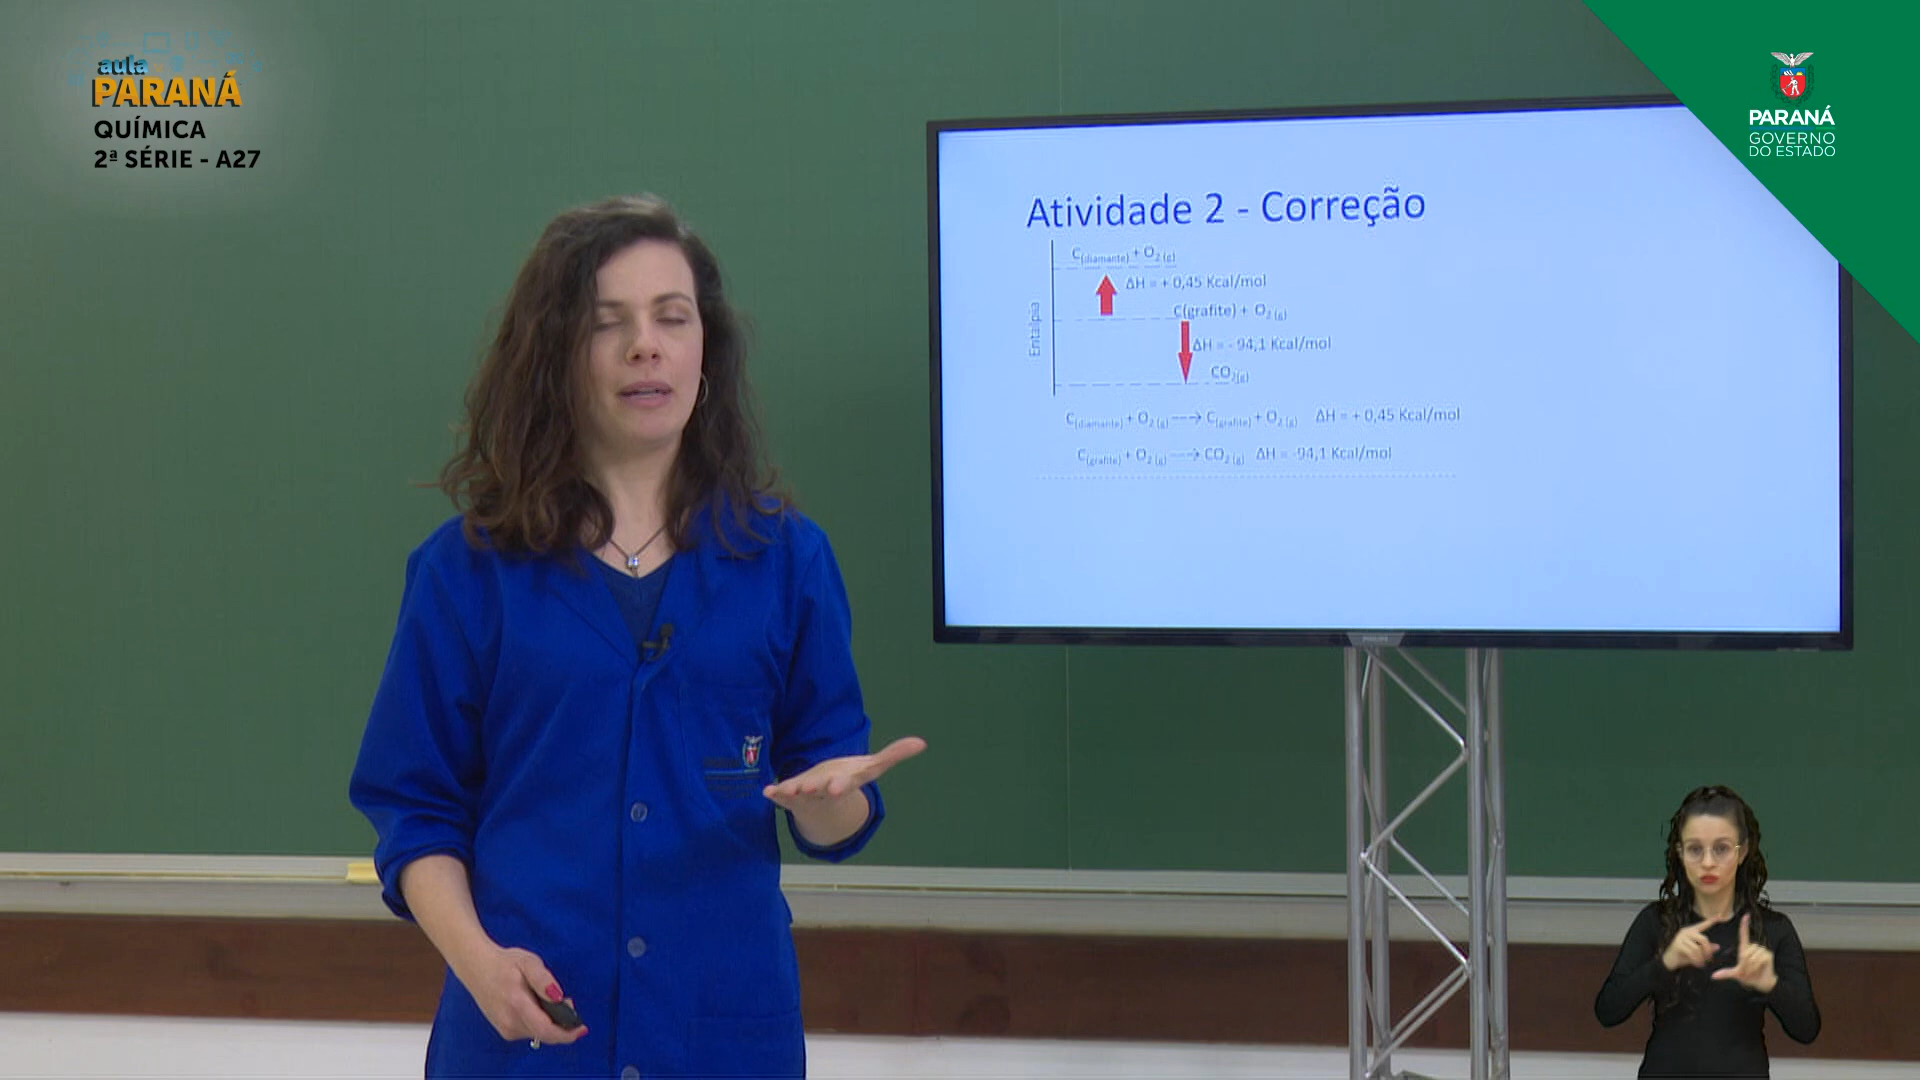 aula
PARANÁ
QUÍMICA
2ª SÉRIE - A27
PARANÁ
GOVERNO
DO ESTADO
Atividade 2 - Correção
C(diamante) + O2 (g)
ΔH = + 0,45 Kcal/mol
C(grafite) + O2 (g)
Entalpia
ΔH = - 94,1 Kcal/mol
CO2(g)
C(diamante) + O2 (g) ---> C(grafite) + O2 (g) ΔH = + 0,45 Kcal/mol
C(grafite) + O2 (g) ---> CO2 (g) ΔH = -94,1 Kcal/mol